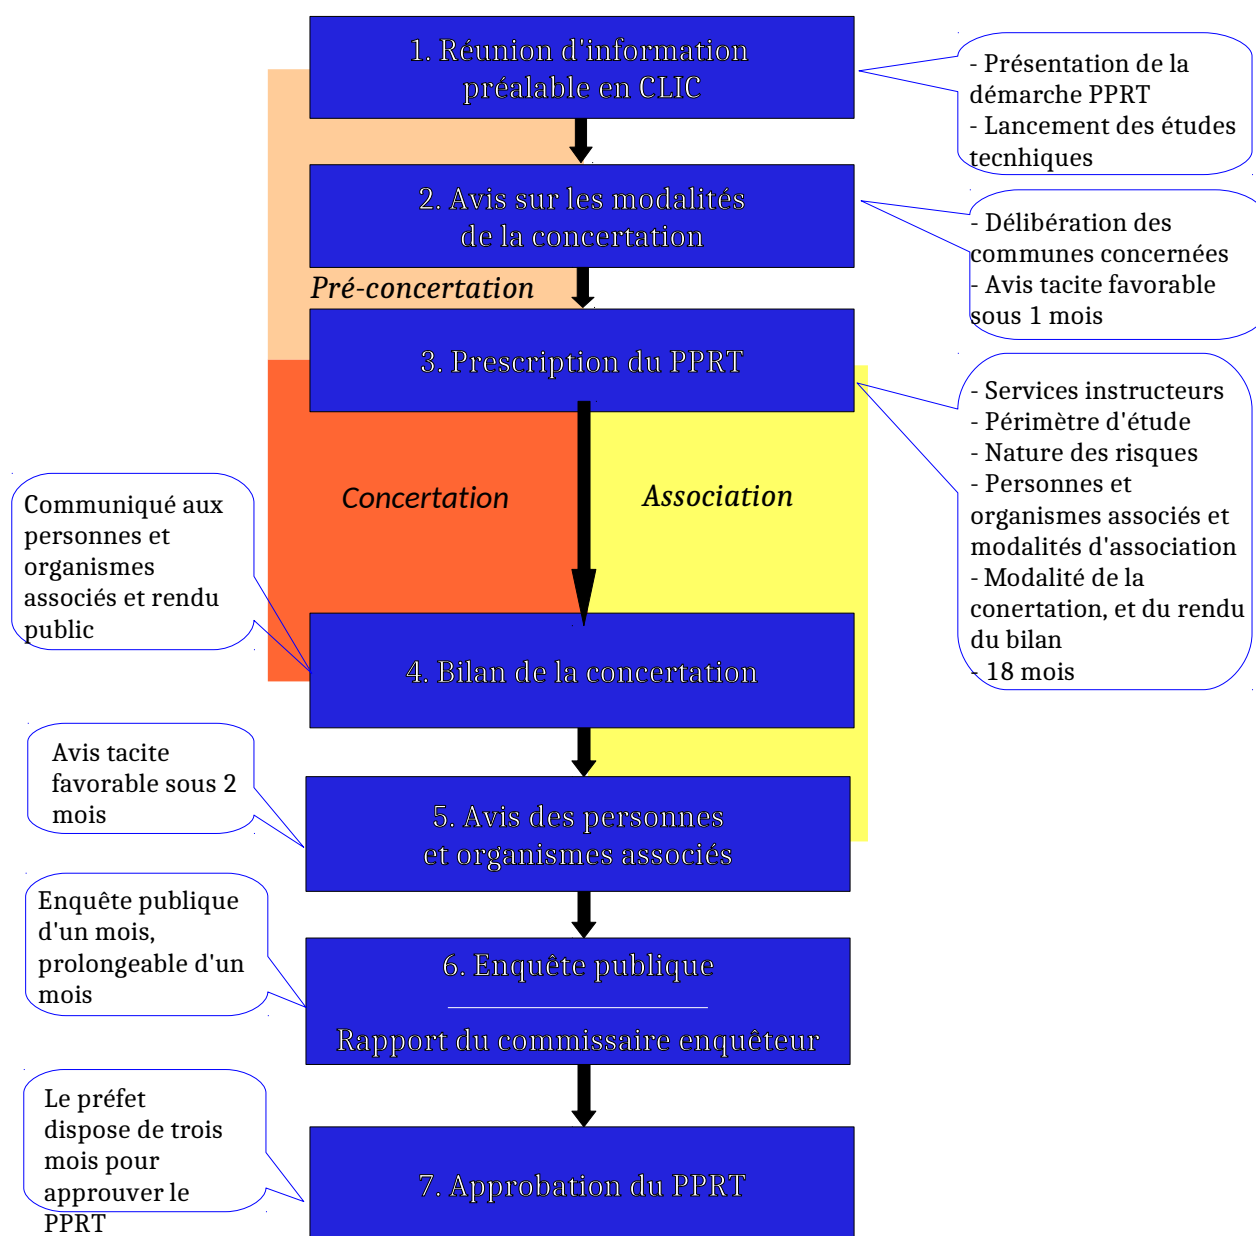 1. Réunion d'information
préalable en CLIC
- Présentation de la
démarche PPRT
- Lancement des études
tecnhiques
2. Avis sur les modalités
de la concertation
- Délibération des
communes concernées
- Avis tacite favorable
sous 1 mois
Pré-concertation
3. Prescription du PPRT
- Services instructeurs
- Périmètre d'étude
- Nature des risques
- Personnes et
organismes associés et
modalités d'association
- Modalité de la
conertation, et du rendu
du bilan
- 18 mois
Concertation
Association
Communiqué aux
personnes et
organismes
associés et rendu
public
4. Bilan de la concertation
Avis tacite
favorable sous 2
mois
5. Avis des personnes
et organismes associés
Enquête publique
d'un mois,
prolongeable d'un
mois
6. Enquête publique
Rapport du commissaire enquêteur
Le préfet
dispose de trois
mois pour
approuver le
PPRT
7. Approbation du PPRT